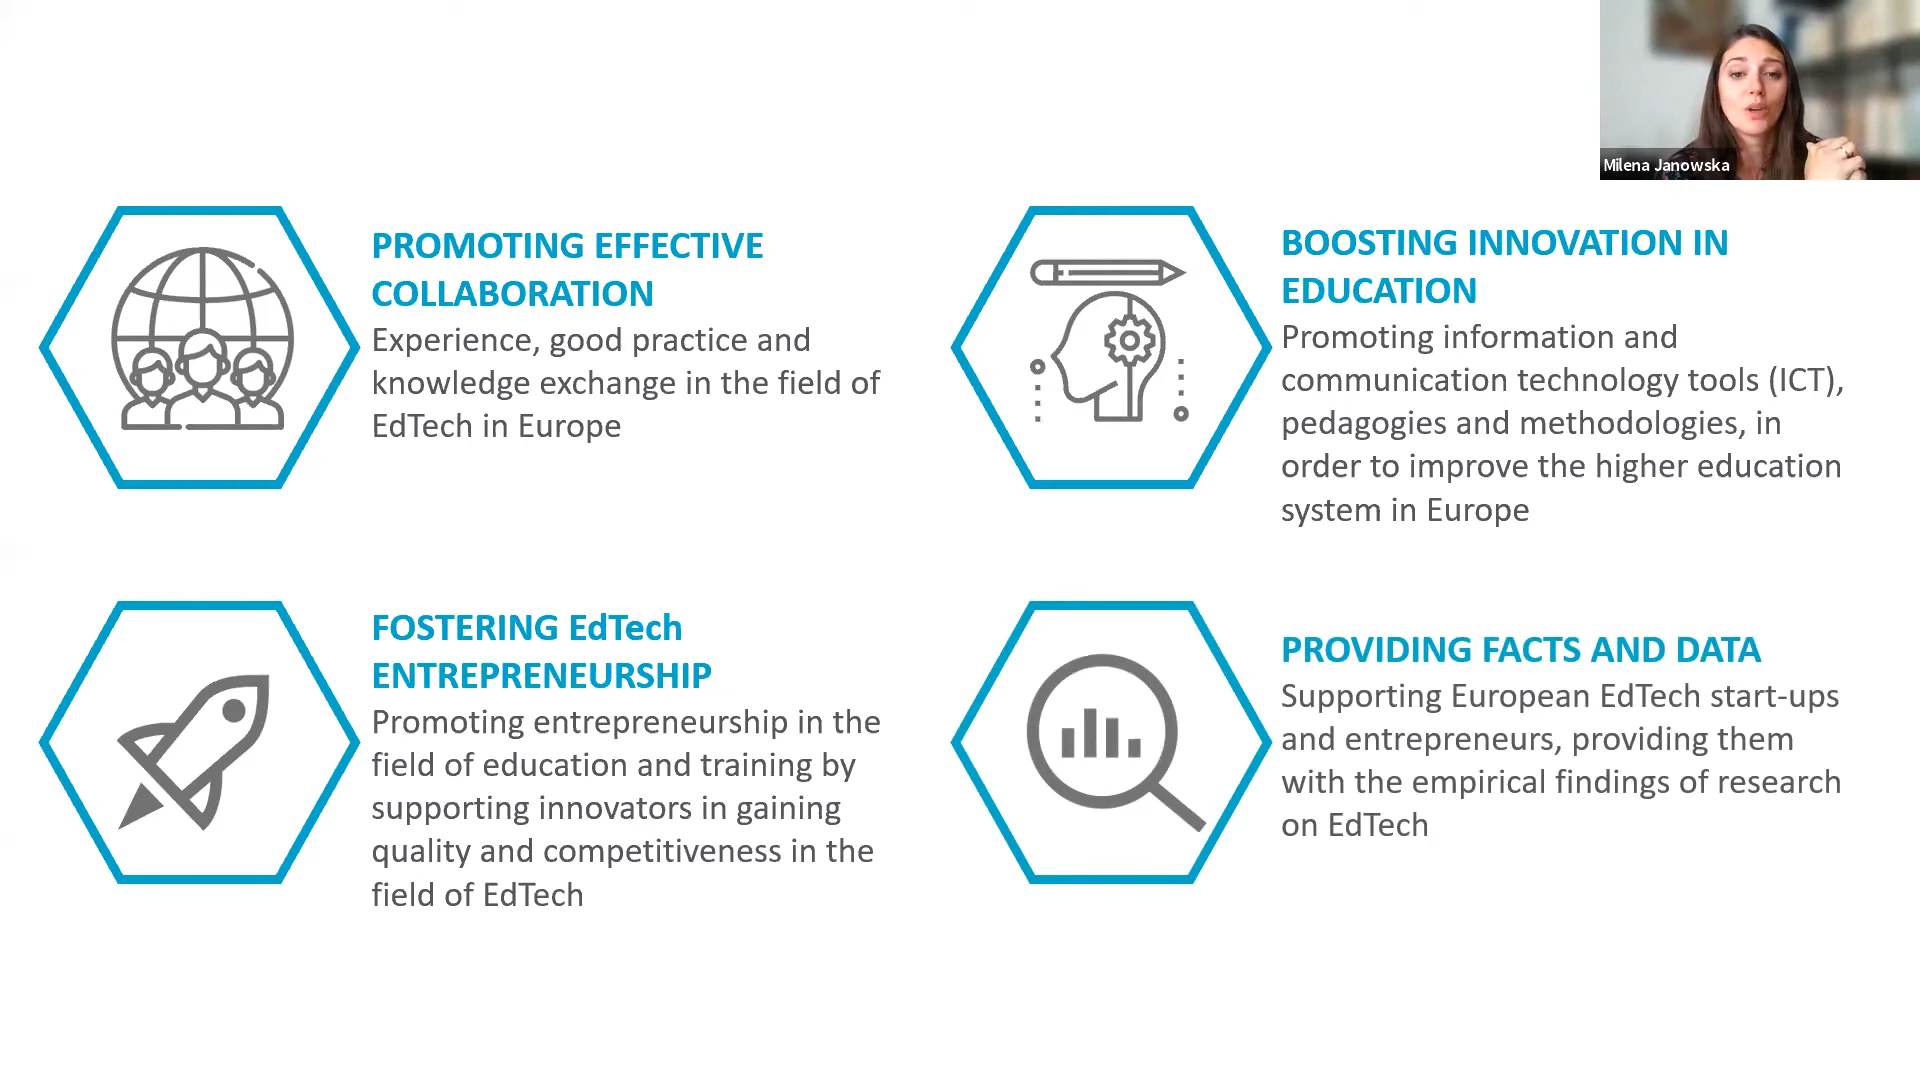 Milena Janowska
PROMOTING EFFECTIVE
COLLABORATION
Experience, good practice and
knowledge exchange in the field of
EdTech in Europe
BOOSTING INNOVATION IN
EDUCATION
Promoting information and
communication technology tools (ICT),
pedagogies and methodologies, in
order to improve the higher education
system in Europe
FOSTERING EdTech
ENTREPRENEURSHIP
Promoting entrepreneurship in the
field of education and training by
supporting innovators in gaining
quality and competitiveness in the
field of EdTech
PROVIDING FACTS AND DATA
Supporting European EdTech start-ups
and entrepreneurs, providing them
with the empirical findings of research
on EdTech